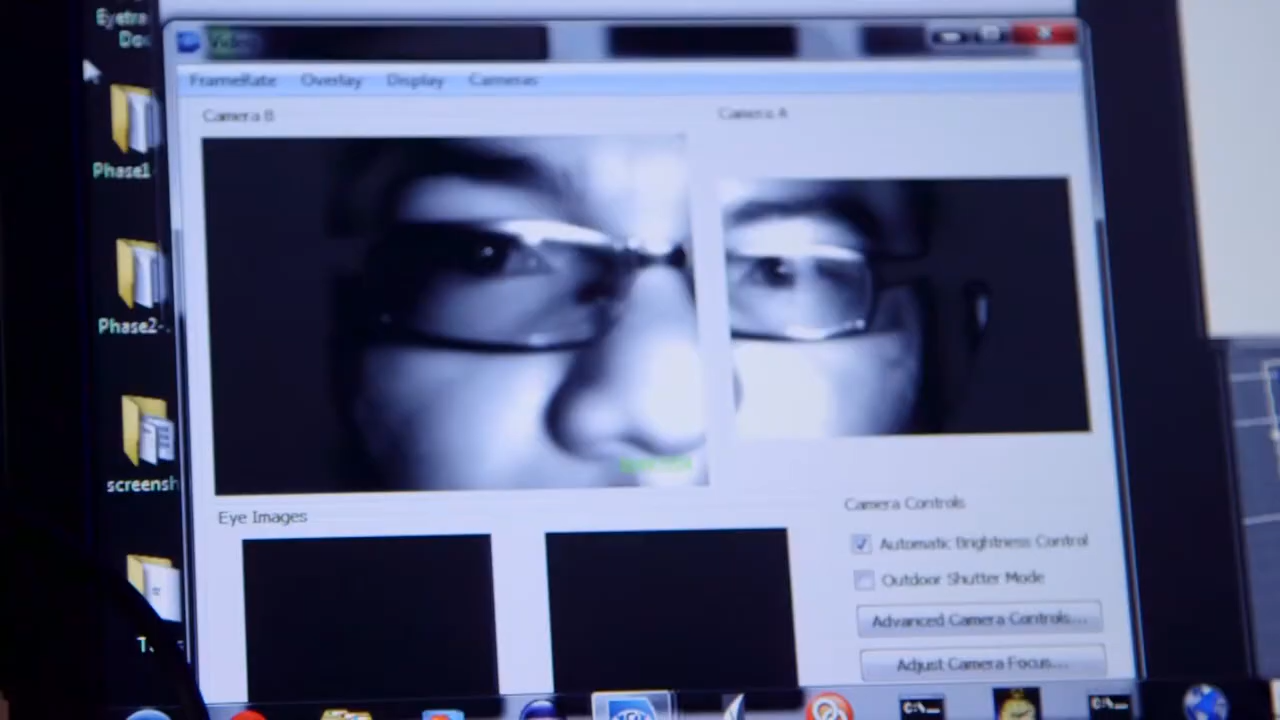 Video
FrameRate Overlay Display Cameras
Camera B
Camera A
Phase1
Phase2-
screensh
Eye Images
Camera Controls
Automatic Brightness Control
Outdoor Shutter Mode
Advanced Camera Controls...
Adjust Camera Focus...
C:\
C:\